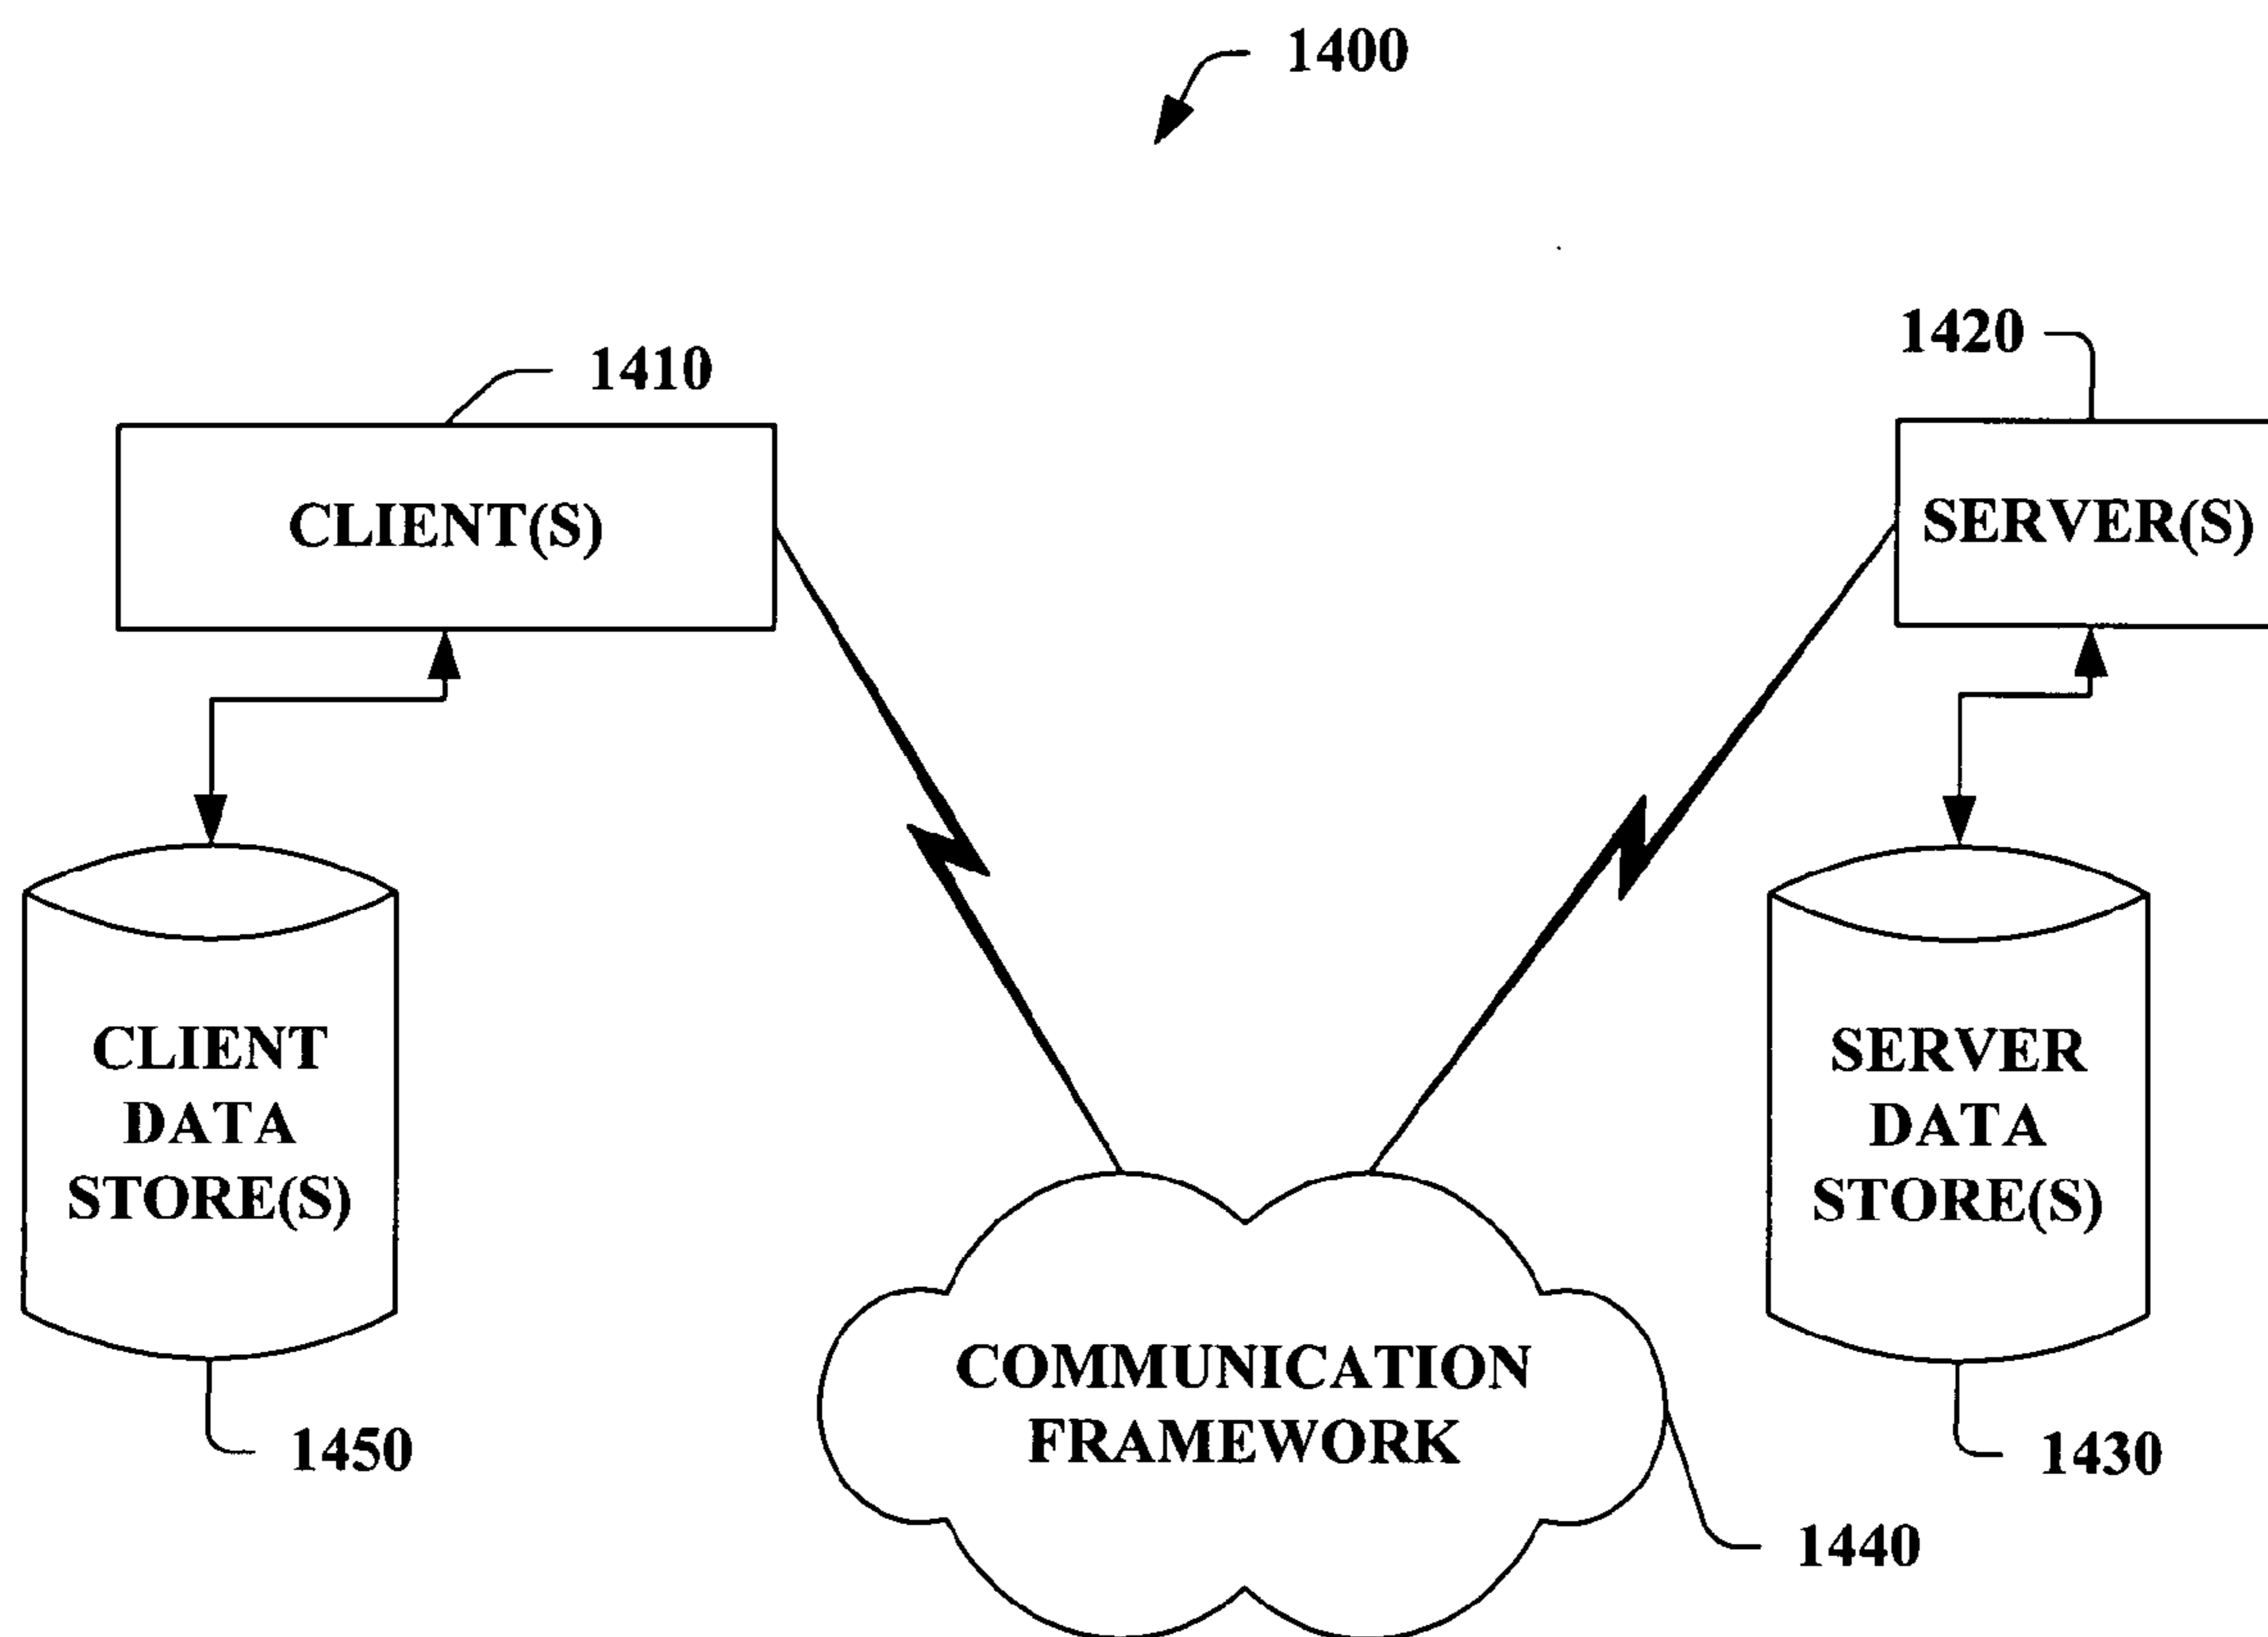 1400
1410
1420
CLIENT(S)
SERVER(S)
CLIENT
DATA
STORE(S)
SERVER
DATA
STORE(S)
COMMUNICATION
FRAMEWORK
1450
1430
1440